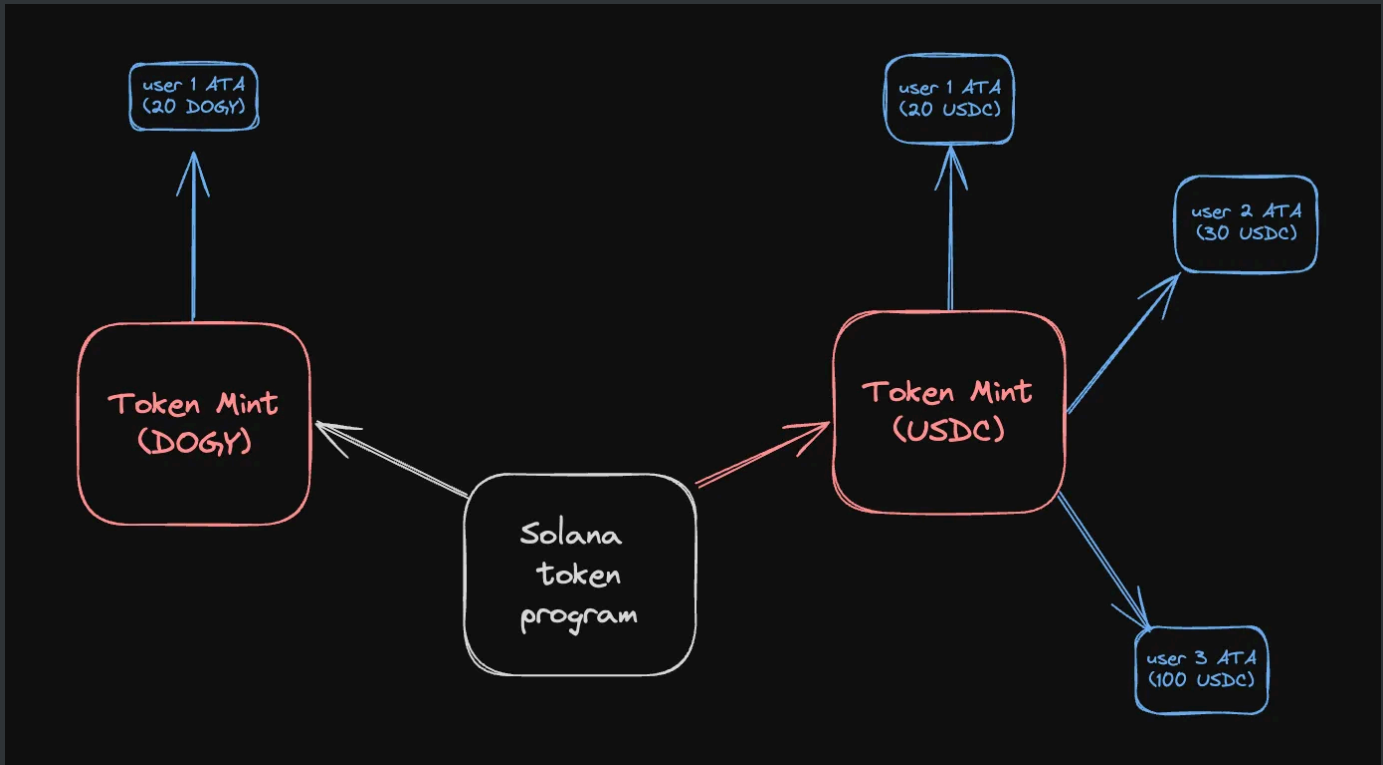 user 1 ATA
(20 DOGY)
user 1 ATA
(20 USDC)
user 2 ATA
(30 USDC)
Token Mint
(DOGY)
Token Mint
(USDC)
Solana
token
program
user 3 ATA
(100 USDC)